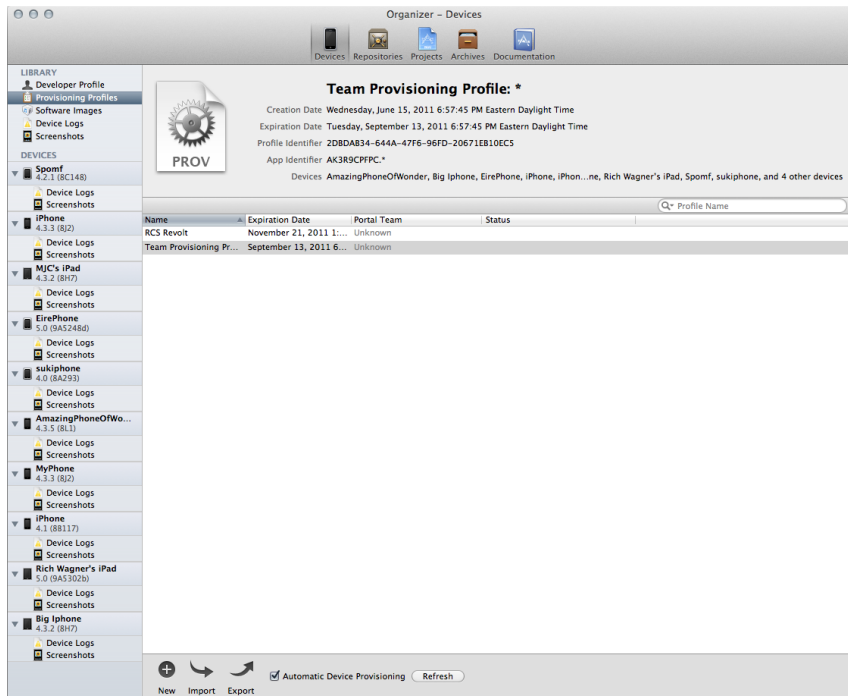 Organizer – Devices
Devices Repositories Projects Archives Documentation
LIBRARY
Developer Profile
Provisioning Profiles
Software Images
Device Logs
Screenshots
DEVICES
Spomf
4.2.1 (8C148)
Device Logs
Screenshots
iPhone
4.3.3 (8J2)
Device Logs
Screenshots
MJC's iPad
4.3.2 (8H7)
Device Logs
Screenshots
EirePhone
5.0 (9A5248d)
Device Logs
Screenshots
sukiphone
4.0 (8A293)
Device Logs
Screenshots
AmazingPhoneOfWo...
4.3.5 (8L1)
Device Logs
Screenshots
MyPhone
4.3.3 (8J2)
Device Logs
Screenshots
iPhone
4.1 (8B117)
Device Logs
Screenshots
Rich Wagner's iPad
5.0 (9A5302b)
Device Logs
Screenshots
Big Iphone
4.3.2 (8H7)
Device Logs
Screenshots
PROV
Team Provisioning Profile: *
Creation Date Wednesday, June 15, 2011 6:57:45 PM Eastern Daylight Time
Expiration Date Tuesday, September 13, 2011 6:57:45 PM Eastern Daylight Time
Profile Identifier 2DBDAB34-644A-47F6-96FD-20671EB10EC5
App Identifier AK3R9CPFPC.*
Devices AmazingPhoneOfWonder, Big Iphone, EirePhone, iPhone, iPhon...ne, Rich Wagner's iPad, Spomf, sukiphone, and 4 other devices
Profile Name
Name Expiration Date Portal Team Status
RCS Revolt November 21, 2011 1:... Unknown
Team Provisioning Pr... September 13, 2011 6... Unknown
New Import Export
Automatic Device Provisioning Refresh